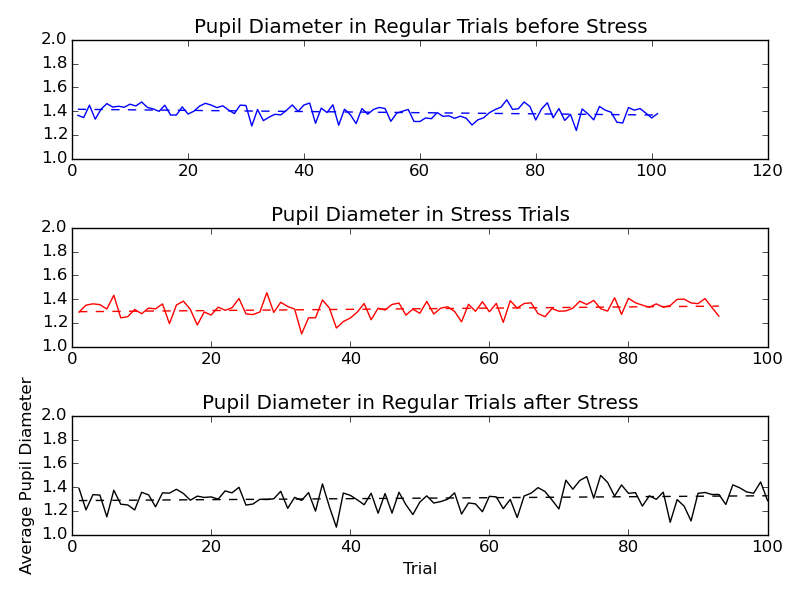 Pupil Diameter in Regular Trials before Stress
2.0
1.8
1.6
1.4
1.2
1.0
0 20 40 60 80 100 120
Pupil Diameter in Stress Trials
2.0
1.8
1.6
1.4
1.2
1.0
0 20 40 60 80 100
Pupil Diameter in Regular Trials after Stress
2.0
1.8
1.6
1.4
1.2
1.0
0 20 40 60 80 100
Average Pupil Diameter
Trial